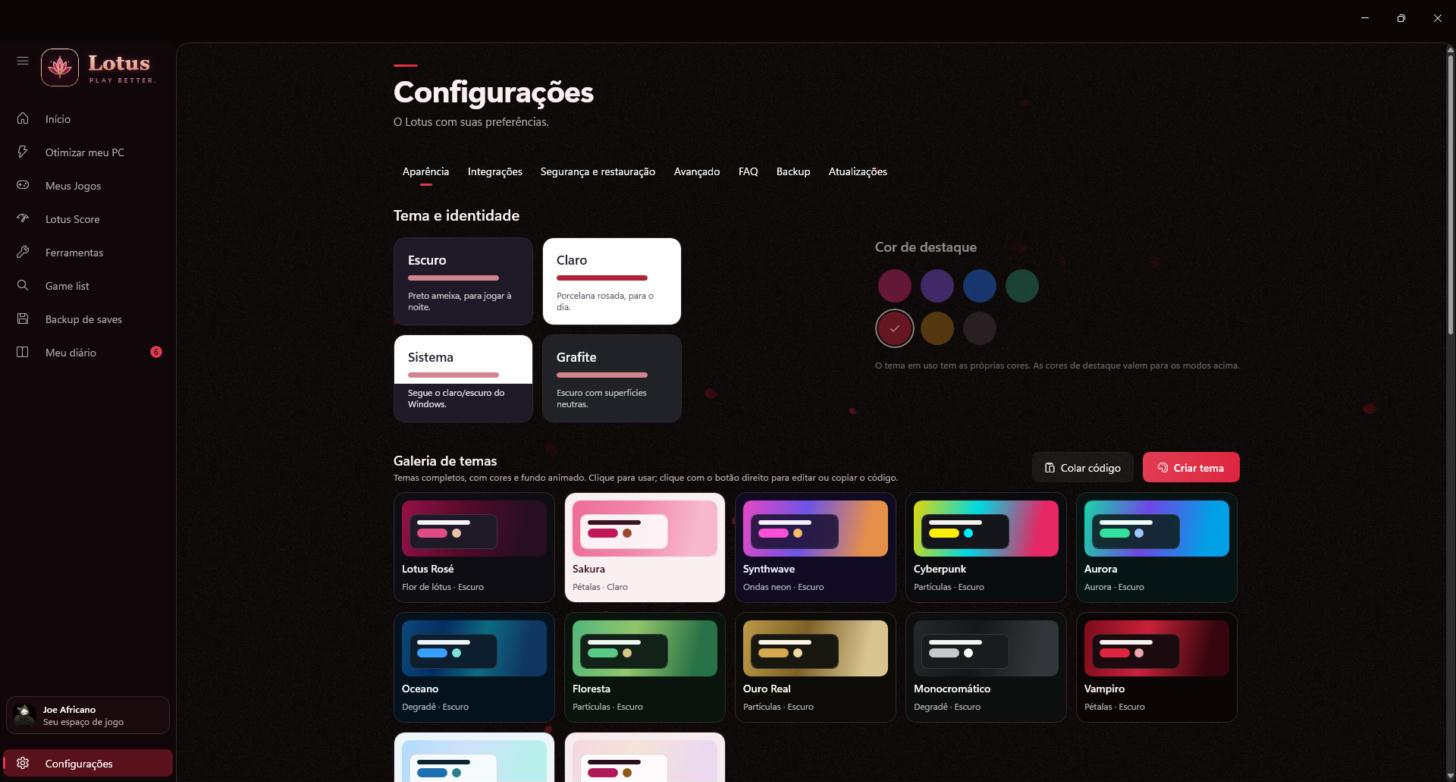 Lotus
PLAY BETTER.
Início
Otimizar meu PC
Meus Jogos
Lotus Score
Ferramentas
Game list
Backup de saves
Meu diário
6
Joe Africano
Seu espaço de jogo
Configurações
Configurações
O Lotus com suas preferências.
Aparência Integrações Segurança e restauração Avançado FAQ Backup Atualizações
Tema e identidade
Escuro
Preto ameixa, para jogar à
noite.
Claro
Porcelana rosada, para o
dia.
Sistema
Segue o claro/escuro do
Windows.
Grafite
Escuro com superfícies
neutras.
Cor de destaque
O tema em uso tem as próprias cores. As cores de destaque valem para os modos acima.
Galeria de temas
Temas completos, com cores e fundo animado. Clique para usar; clique com o botão direito para editar ou copiar o código.
Colar código
Criar tema
Lotus Rosé
Flor de lótus · Escuro
Sakura
Pétalas · Claro
Synthwave
Ondas neon · Escuro
Cyberpunk
Partículas · Escuro
Aurora
Aurora · Escuro
Oceano
Degradê · Escuro
Floresta
Partículas · Escuro
Ouro Real
Partículas · Escuro
Monocromático
Degradê · Escuro
Vampiro
Pétalas · Escuro